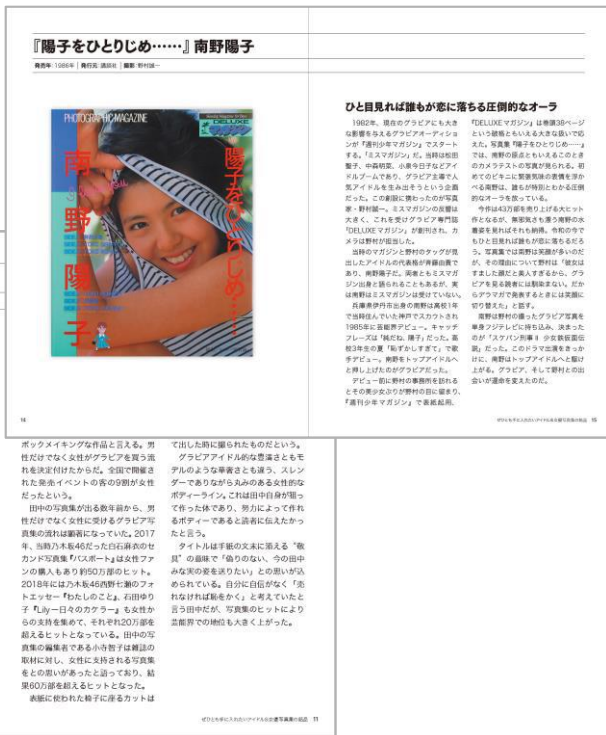 『陽子をひとりじめ……』南野陽子
発売年：1986年｜発行元：講談社｜撮影：野村誠一
PHOTOGRAPHIC MAGAZINE
DELUXE
マガジン
南野陽子
陽子をひとりじめ……
14
ひと目見れば誰もが恋に落ちる圧倒的なオーラ
1982年、現在のグラビアにも大き
な影響を与えるグラビアオーディショ
ンが『週刊少年マガジン』でスタート
する。「ミスマガジン」だ。当時は松田
聖子、中森明菜、小泉今日子などアイ
ドルブームであり、グラビア主導で人
気アイドルを生み出そうという企画
だった。この創設に携わったのが写真
家・野村誠一。ミスマガジンの反響は
大きく、これを受けグラビア専門誌
『DELUXEマガジン』が創刊され、カ
メラは野村が担当した。
当時のマガジンと野村のタッグが見
出したアイドルの代表格が斉藤由貴で
あり、南野陽子だ。両者ともミスマガ
ジン出身と語られることもあるが、実
は南野はミスマガジンは受けていない。
兵庫県伊丹市出身の南野は高校1年
で当時住んでいた神戸でスカウトされ
1985年に芸能界デビュー。キャッチ
フレーズは「純だね、陽子」だった。高
校3年生の夏「恥ずかしすぎて」で歌
手デビュー。南野をトップアイドルへ
と押し上げたのがグラビアだった。
デビュー前に野村の事務所を訪れる
とその美少女ぶりが野村の目に留まり、
『週刊少年マガジン』で表紙起用、
『DELUXEマガジン』は巻頭38ページ
という破格ともいえる大きな扱いで応
えた。写真集『陽子をひとりじめ……』
では、南野の原点ともいえるこのとき
のカメラテストの写真が見られる。初
めてのビキニに緊張気味の表情を浮か
べる南野は、誰もが特別とわかる圧倒
的なオーラを放っている。
今作は43万部を売り上げる大ヒット
作となるが、無邪気さも漂う南野の水
着姿を見ればそれも納得。令和の今で
もひと目見れば誰もが恋に落ちるだろ
う。写真集では南野は笑顔が多いのだ
が、その理由について野村は「彼女は
すました顔だと美人すぎるから、グラ
ビアを見る読者には馴染まない。だか
らグラマガで発表するときには笑顔に
切り替えた」と話す。
南野は野村の撮ったグラビア写真を
単身フジテレビに持ち込み、決まった
のが「スケバン刑事Ⅱ 少女鉄仮面伝
説」だった。このドラマ出演をきっか
けに、南野はトップアイドルへと駆け
上がる。グラビア、そして野村との出
会いが運命を変えたのだ。
ぜひとも手に入れたいアイドル＆女優写真集の逸品 15
ボックメイキングな作品と言える。男
性だけでなく女性がグラビアを買う流
れを決定付けたからだ。全国で開催さ
れた発売イベントの客の9割が女性
だったという。
田中の写真集が出る数年前から、男
性だけでなく女性に受けるグラビア写
真集の流れは顕著になっていた。2017
年、当時乃木坂46だった白石麻衣のセ
カンド写真集『パスポート』は女性ファ
ンの購入もあり約50万部のヒット。
2018年には乃木坂46西野七瀬のフォ
トエッセー『わたしのこと』、石田ゆり
子『Lily ―日々のカケラ―』も女性か
らの支持を集めて、それぞれ20万部を
超えるヒットとなっている。田中の写
真集の編集者である小寺智子は雑誌の
取材に対し、女性に支持される写真集
をとの思いがあったと語っており、結
果60万部を超えるヒットとなった。
表紙に使われた椅子に座るカットは
て出した時に撮られたものだという。
グラビアアイドル的な豊満さともモ
デルのような華奢さとも違う、スレン
ダーでありながら丸みのある女性的な
ボディーライン。これは田中自身が狙っ
て作った体であり、努力によって作れ
るボディーであると読者に伝えたかっ
たと言う。
タイトルは手紙の文末に添える“敬
具”の意味で「偽りのない、今の田中
みな実の姿を送りたい」との思いが込
められている。自分に自信がなく「売
れなければ恥をかく」と考えていたと
言う田中だが、写真集のヒットにより
芸能界での地位も大きく上がった。
ぜひとも手に入れたいアイドル＆女優写真集の逸品 11